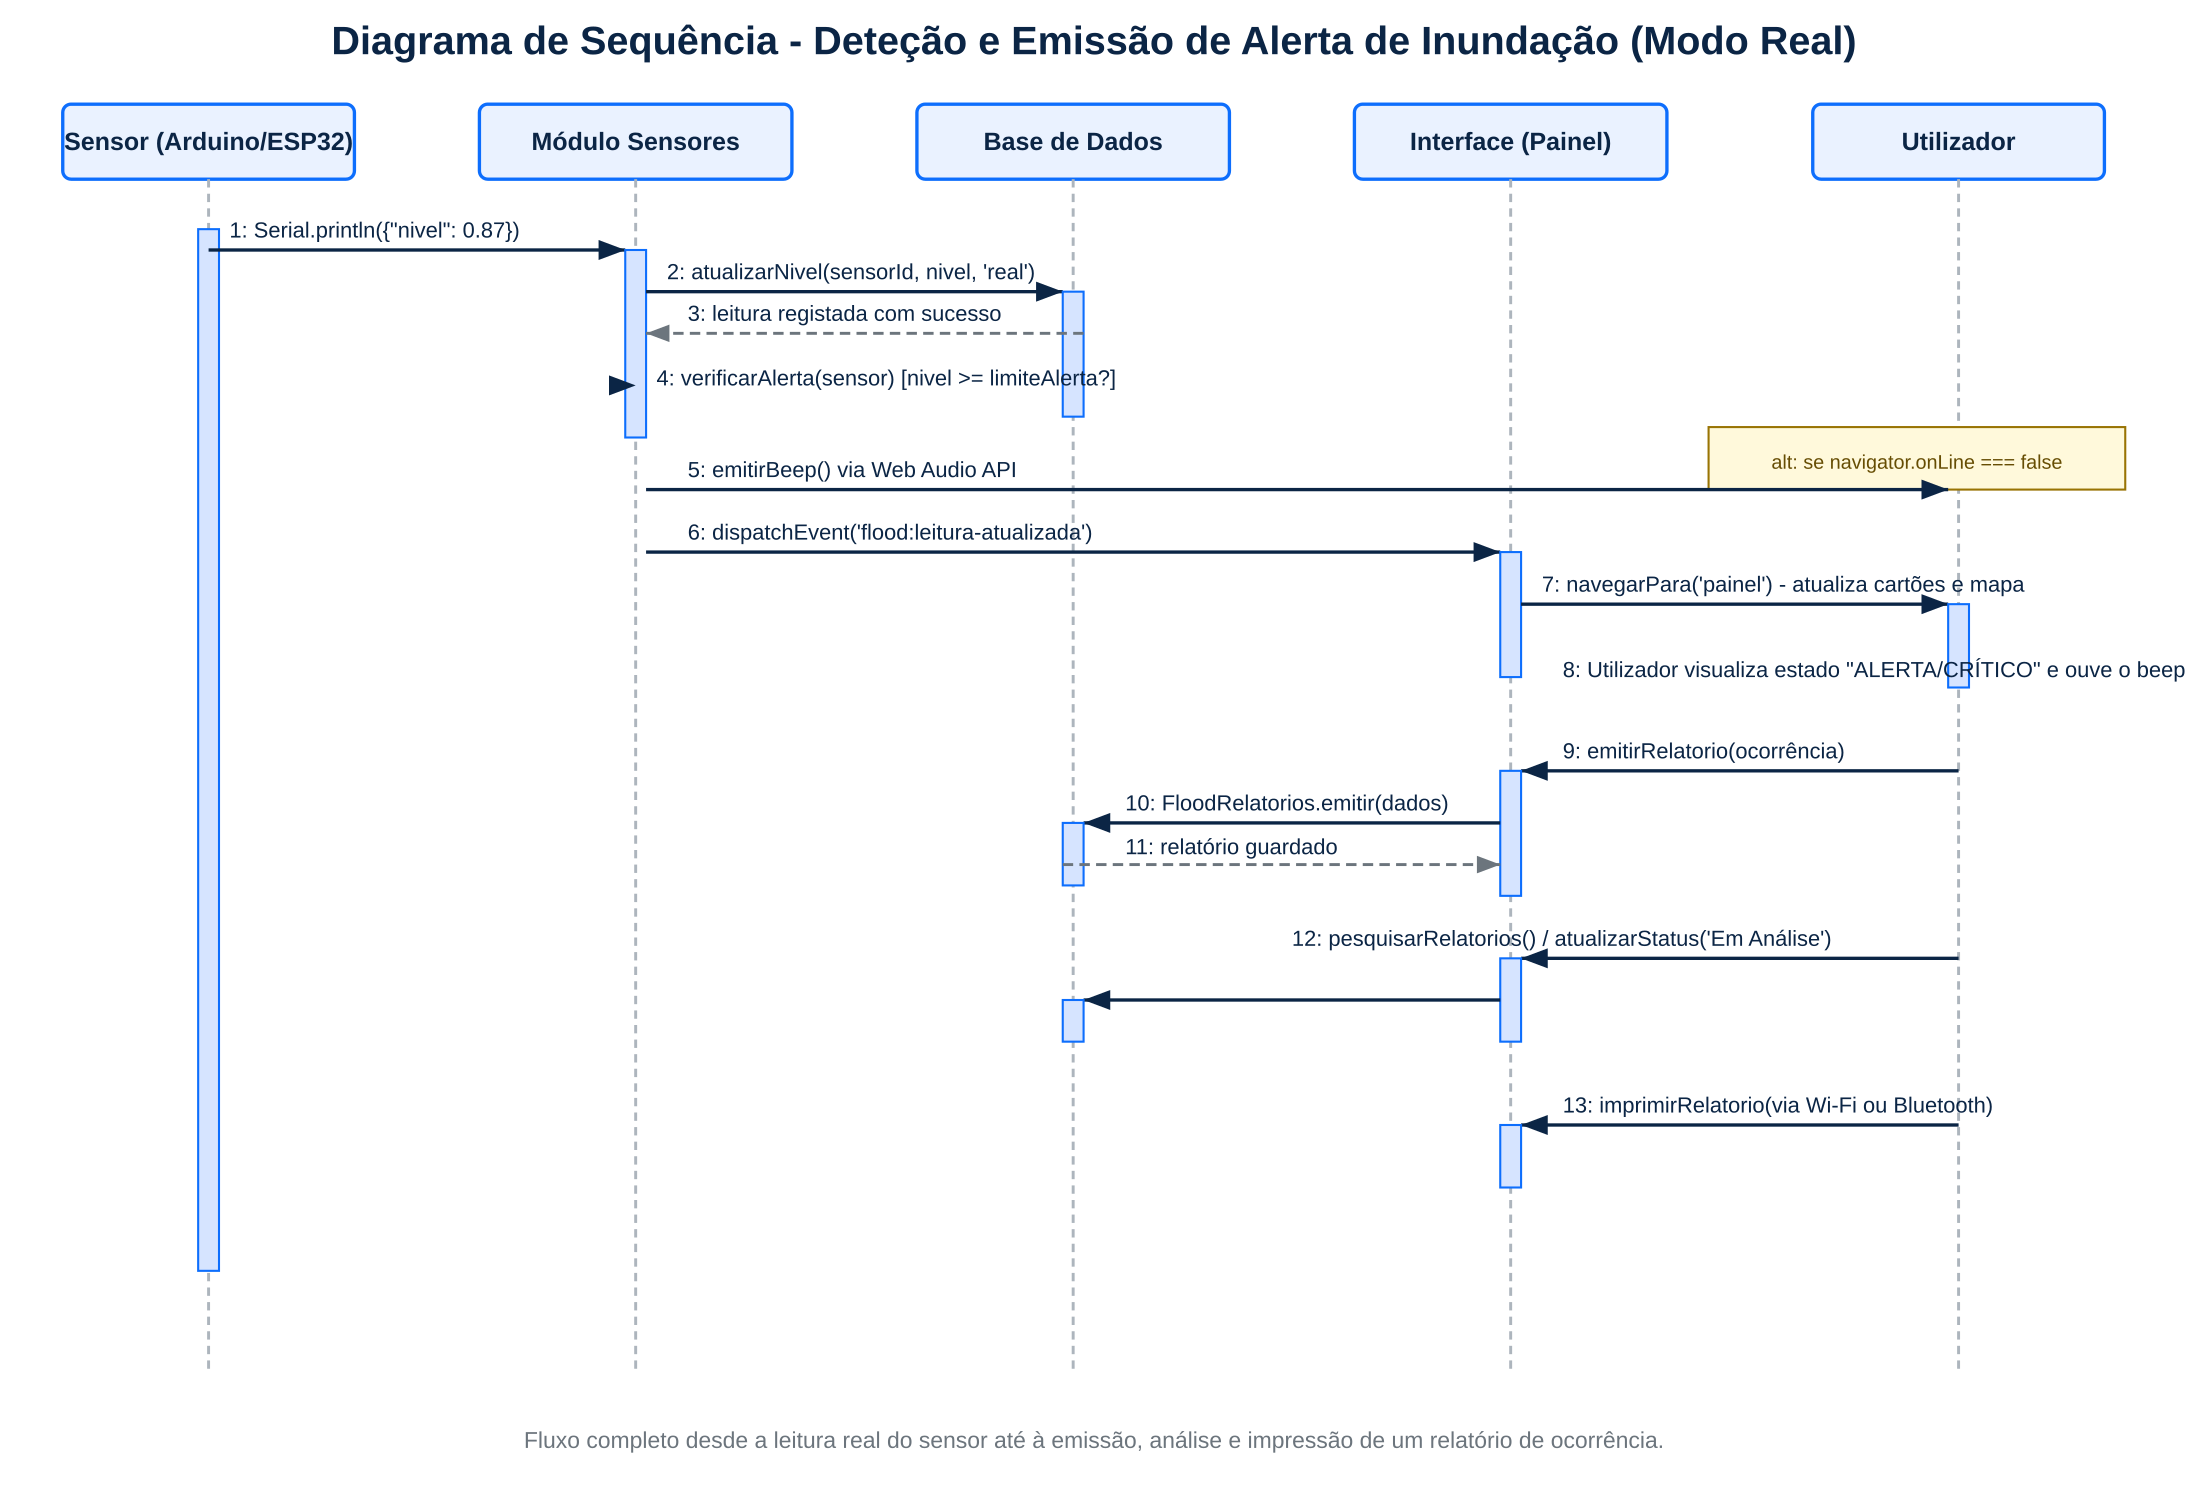 Diagrama de Sequência - Deteção e Emissão de Alerta de Inundação (Modo Real)
Sensor (Arduino/ESP32)
Módulo Sensores
Base de Dados
Interface (Painel)
Utilizador
1: Serial.println({"nivel": 0.87})
2: atualizarNivel(sensorId, nivel, 'real')
3: leitura registada com sucesso
4: verificarAlerta(sensor) [nivel >= limiteAlerta?]
alt: se navigator.onLine === false
5: emitirBeep() via Web Audio API
6: dispatchEvent('flood:leitura-atualizada')
7: navegarPara('painel') - atualiza cartões e mapa
8: Utilizador visualiza estado "ALERTA/CRÍTICO" e ouve o beep
9: emitirRelatorio(ocorrência)
10: FloodRelatorios.emitir(dados)
11: relatório guardado
12: pesquisarRelatorios() / atualizarStatus('Em Análise')
13: imprimirRelatorio(via Wi-Fi ou Bluetooth)
Fluxo completo desde a leitura real do sensor até à emissão, análise e impressão de um relatório de ocorrência.